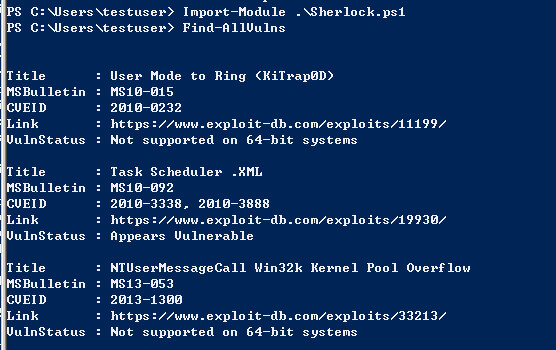 PS C:\Users\testuser> Import-Module .\Sherlock.ps1
PS C:\Users\testuser> Find-AllVulns
Title : User Mode to Ring (KiTrap0D)
MSBulletin : MS10-015
CVEID : 2010-0232
Link : https://www.exploit-db.com/exploits/11199/
VulnStatus : Not supported on 64-bit systems
Title : Task Scheduler .XML
MSBulletin : MS10-092
CVEID : 2010-3338, 2010-3888
Link : https://www.exploit-db.com/exploits/19930/
VulnStatus : Appears Vulnerable
Title : NTUserMessageCall Win32k Kernel Pool Overflow
MSBulletin : MS13-053
CVEID : 2013-1300
Link : https://www.exploit-db.com/exploits/33213/
VulnStatus : Not supported on 64-bit systems